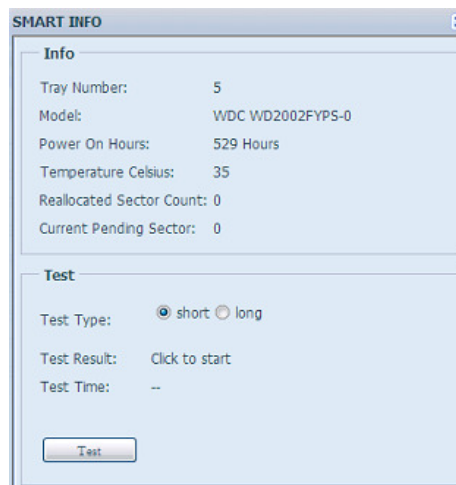 SMART INFO
Info
Tray Number: 5
Model: WDC WD2002FYPS-0
Power On Hours: 529 Hours
Temperature Celsius: 35
Reallocated Sector Count: 0
Current Pending Sector: 0
Test
Test Type: short long
Test Result: Click to start
Test Time: --
Test